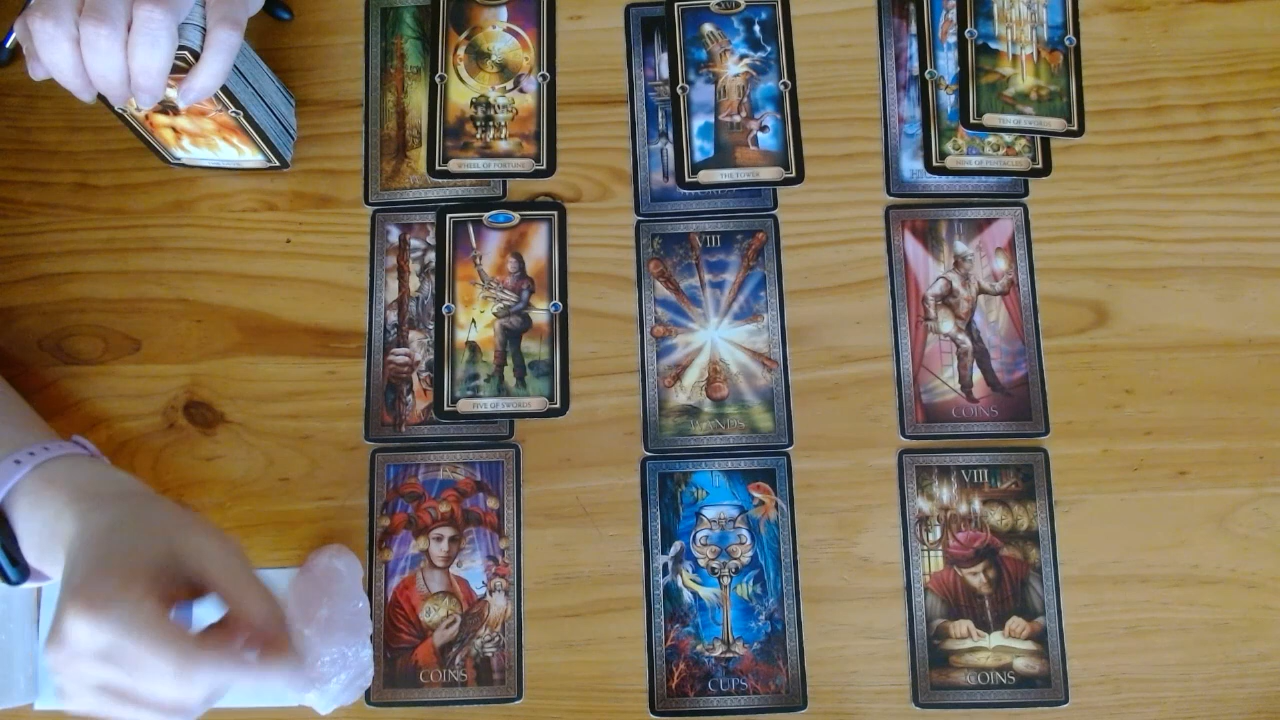 WHEEL OF FORTUNE
XVI
THE TOWER
TEN OF SWORDS
NINE OF PENTACLES
FIVE OF SWORDS
VIII
WANDS
II
COINS
COINS
II
CUPS
VIII
COINS